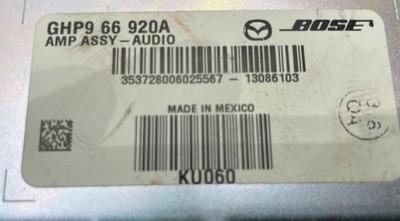 GHP9 66 920A
AMP ASSY-AUDIO
BOSE
353728006025567-13086103
MADE IN MEXICO
KU060